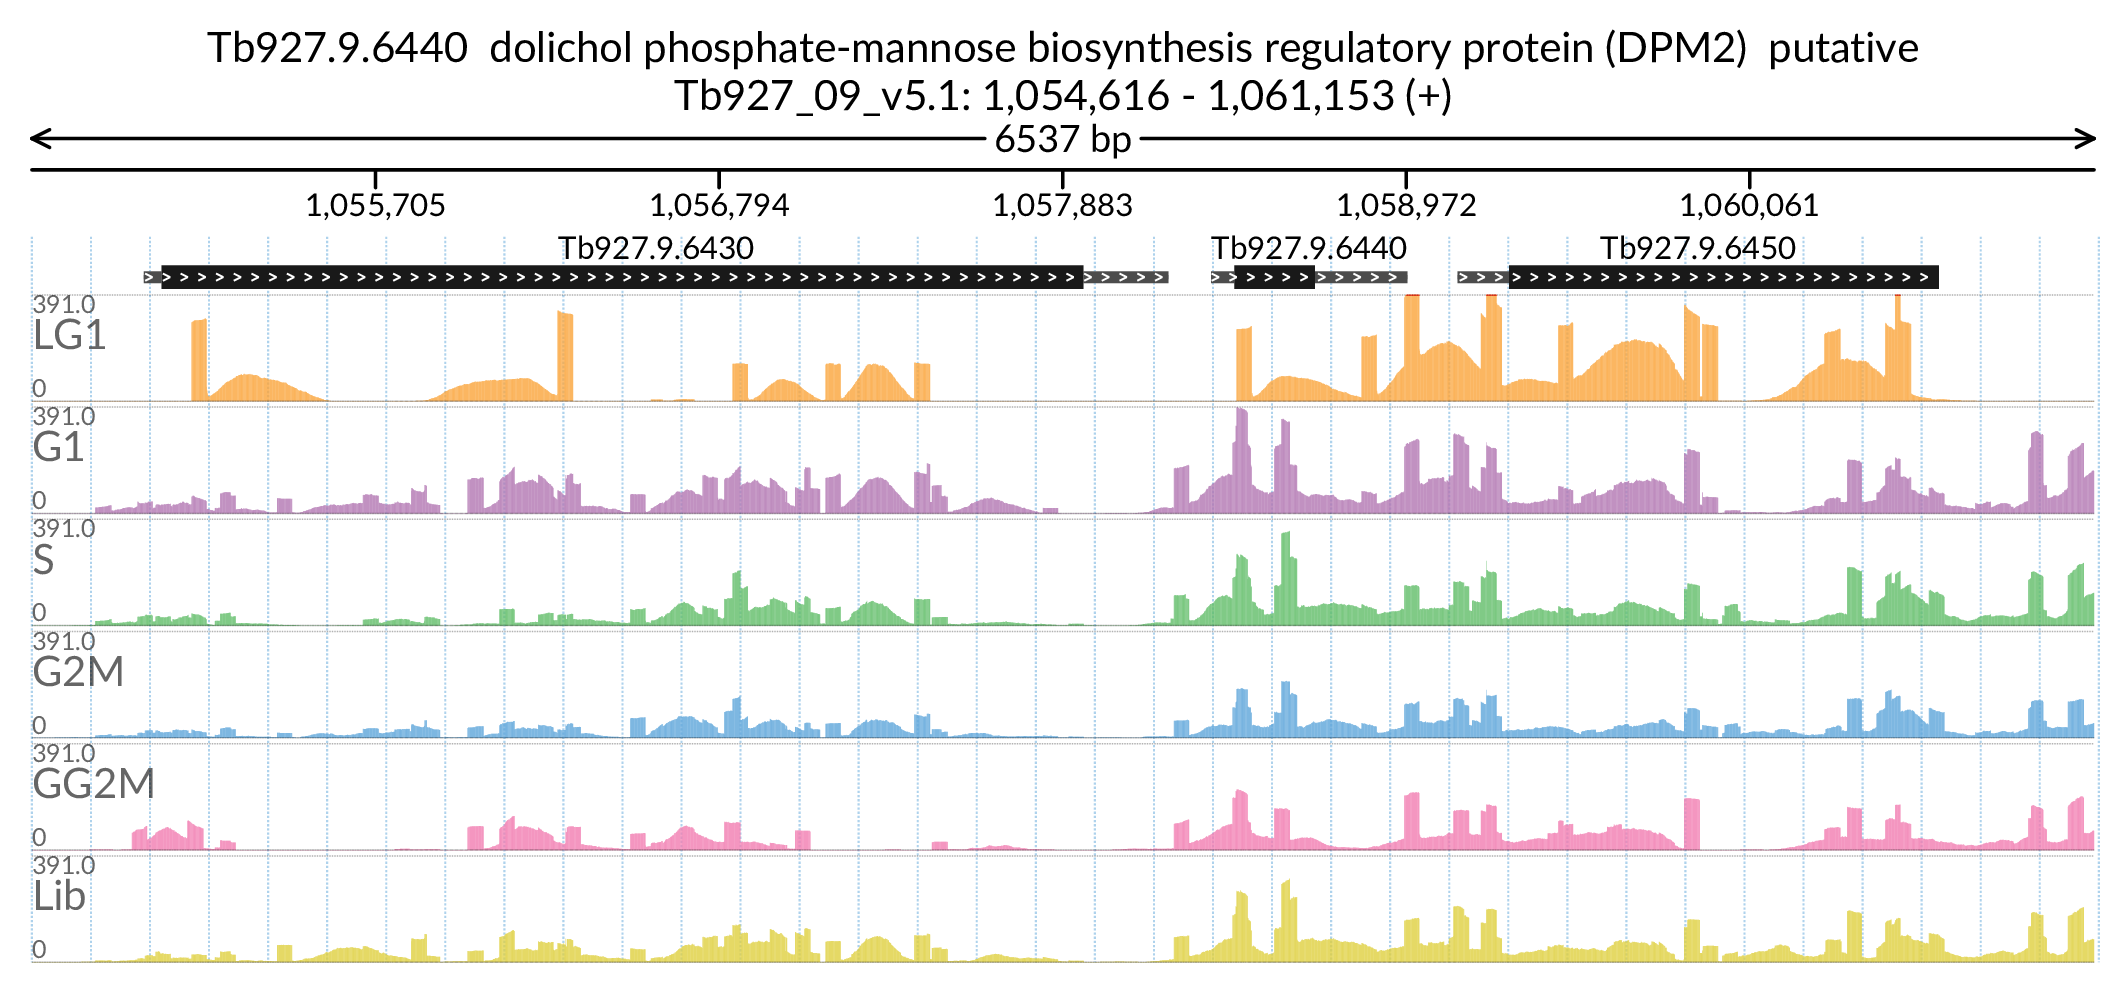 Tb927.9.6440  dolichol phosphate-mannose biosynthesis regulatory protein (DPM2)  putative
Tb927_09_v5.1: 1,054,616 - 1,061,153 (+)
6537 bp
1,055,705 1,056,794 1,057,883 1,058,972 1,060,061
Tb927.9.6430 Tb927.9.6440 Tb927.9.6450
391.0
LG1
0
391.0
G1
0
391.0
S
0
391.0
G2M
0
391.0
GG2M
0
391.0
Lib
0